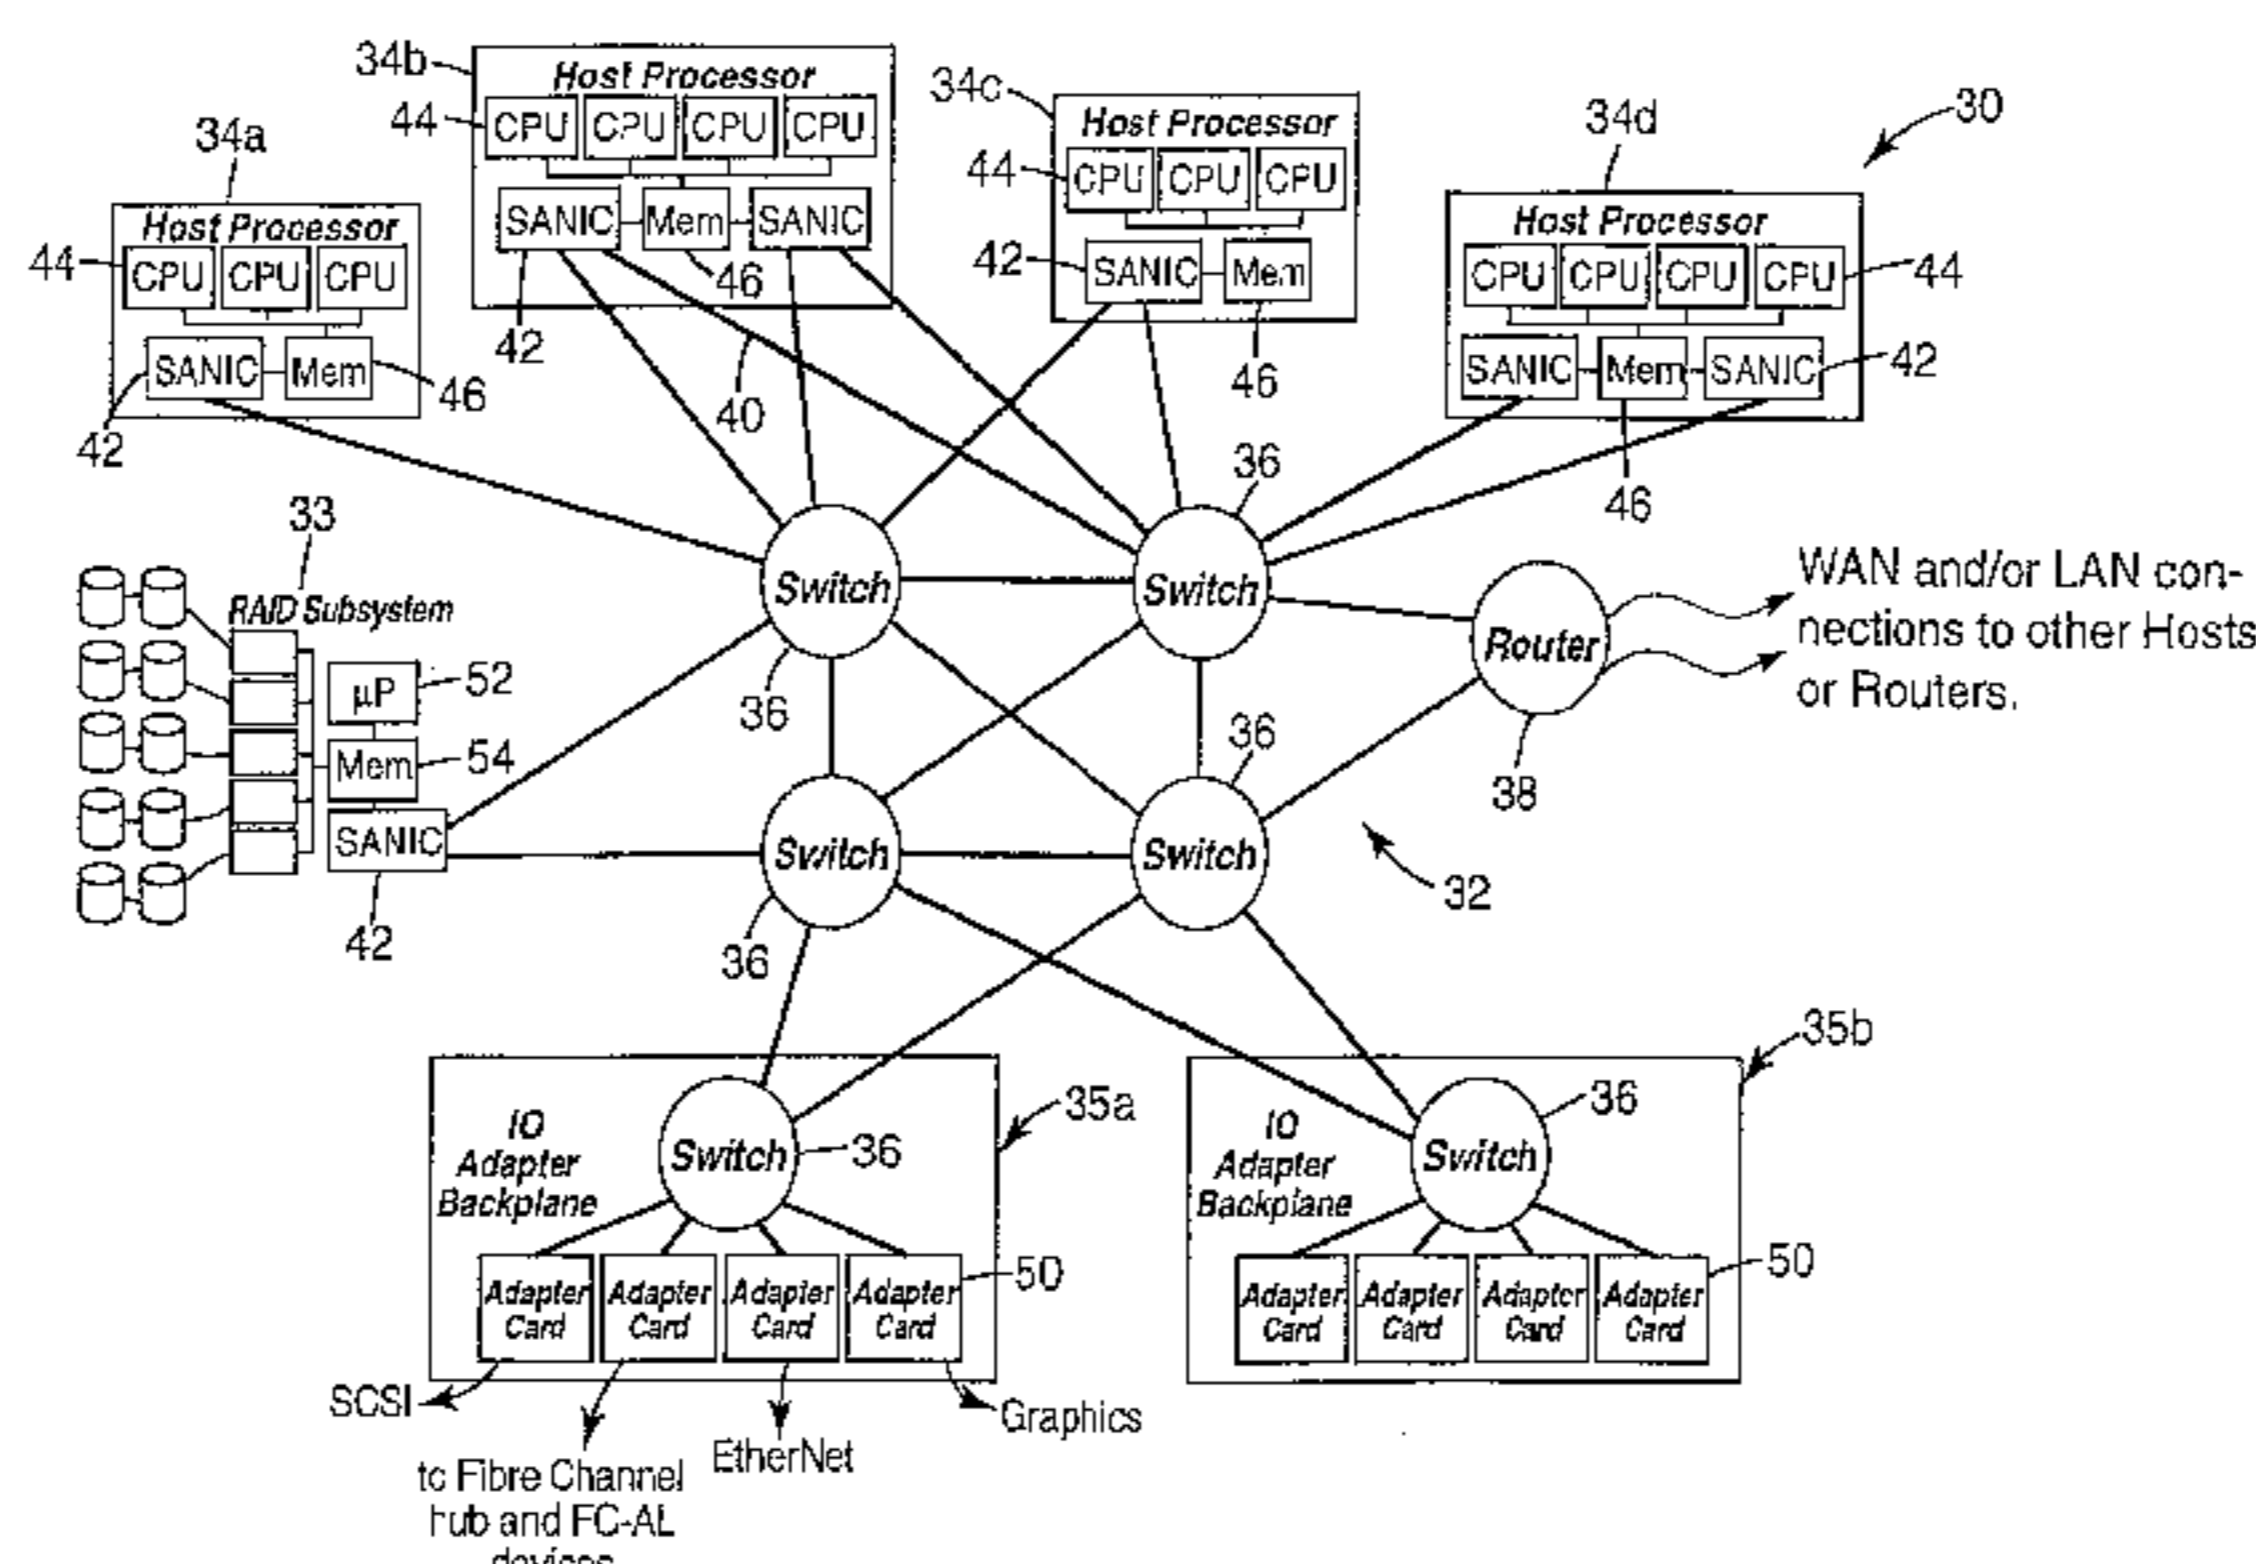 34b
Host Processor
44
CPU CPU CPU CPU
SANIC Mem SANIC
46
42
40
34c
Host Processor
44
CPU CPU CPU
42
SANIC Mem
46
34d
30
Host Processor
CPU CPU CPU CPU
44
SANIC Mem SANIC
42
46
34a
Host Processor
44
CPU CPU CPU
SANIC Mem
46
42
36
Switch
36
Switch
Router
38
WAN and/or LAN con-
nections to other Hosts
or Routers.
33
RAID Subsystem
µP
52
Mem
54
SANIC
42
36
Switch
36
Switch
32
35a
IO
Adapter
Backplane
Switch
36
Adapter Card
Adapter Card
Adapter Card
Adapter Card
50
SCSI
to Fibre Channel
hub and FC-AL
devices
EtherNet
Graphics
35b
IO
Adapter
Backplane
Switch
36
Adapter Card
Adapter Card
Adapter Card
Adapter Card
50